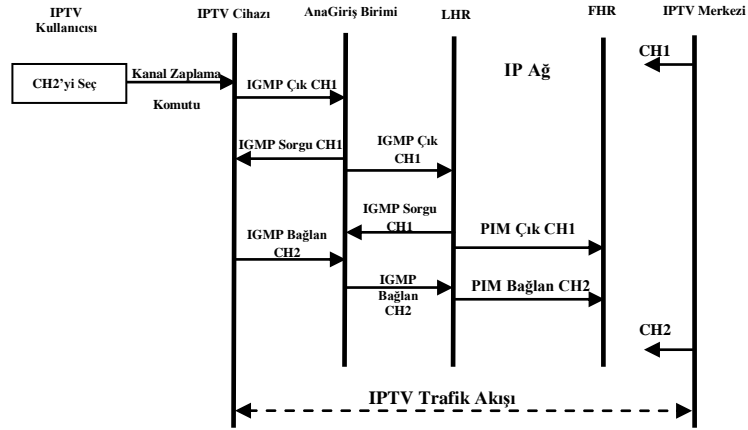 IPTV
Kullanıcısı
IPTV Cihazı
AnaGiriş Birimi
LHR
FHR
IPTV Merkezi
CH1
IP Ağ
CH2'yi Seç
Kanal Zaplama
Komutu
IGMP Çık CH1
IGMP Sorgu CH1
IGMP Çık
CH1
IGMP Sorgu
CH1
PIM Çık CH1
IGMP Bağlan
CH2
IGMP
Bağlan
CH2
PIM Bağlan CH2
CH2
IPTV Trafik Akışı